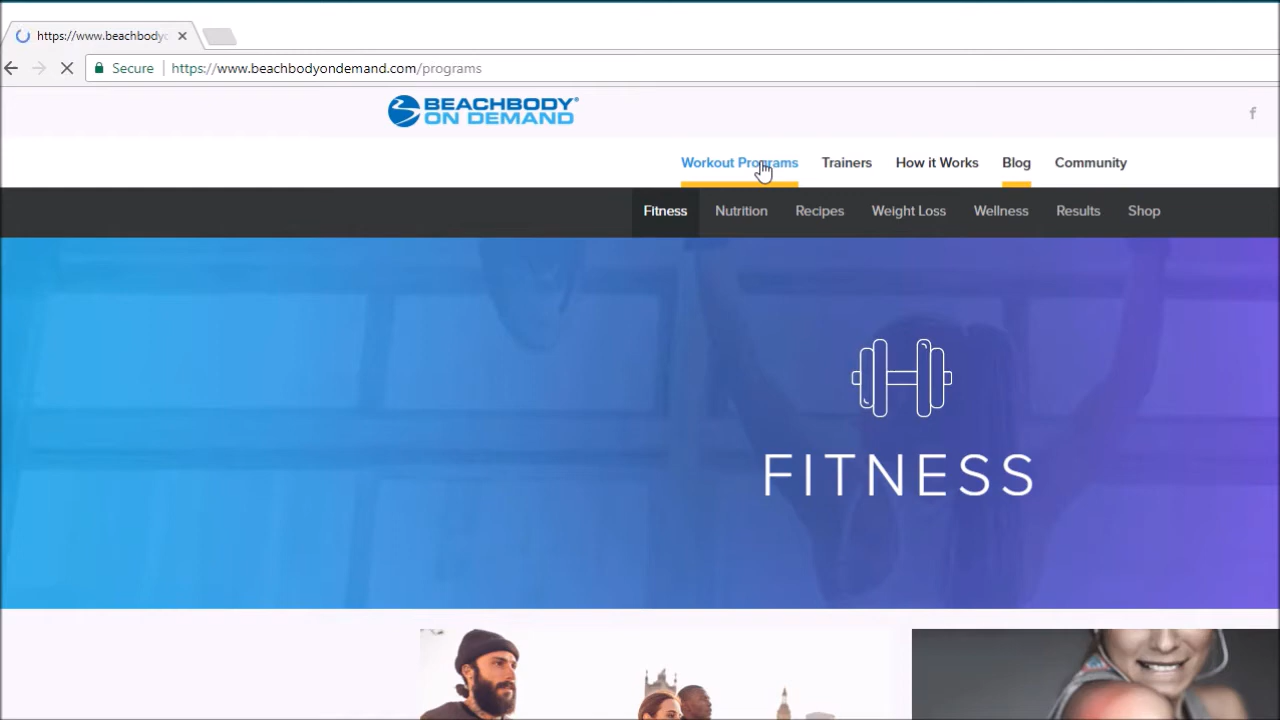 https://www.beachbodyc
Secure https://www.beachbodyondemand.com/programs
BEACHBODY®
ON DEMAND
f
Workout Programs Trainers How it Works Blog Community
Fitness Nutrition Recipes Weight Loss Wellness Results Shop
FITNESS